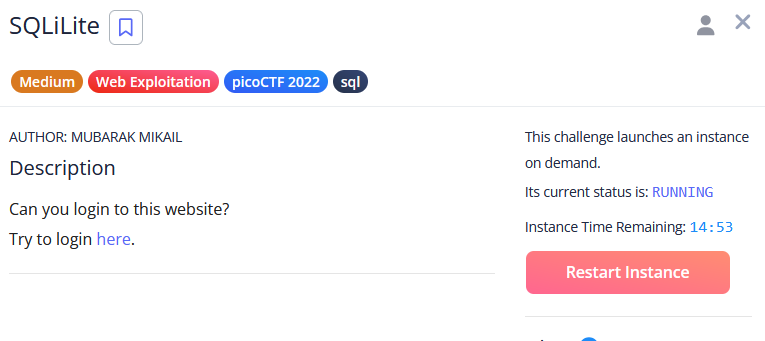 SQLiLite
Medium Web Exploitation picoCTF 2022 sql
AUTHOR: MUBARAK MIKAIL
Description
Can you login to this website?
Try to login here.
This challenge launches an instance
on demand.
Its current status is: RUNNING
Instance Time Remaining: 14:53
Restart Instance